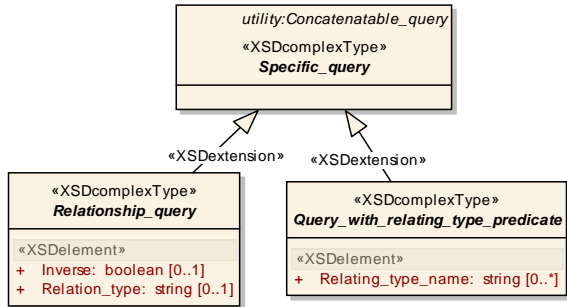 utility:Concatenatable_query
«XSDcomplexType»
Specific_query
«XSDextension»
«XSDextension»
«XSDcomplexType»
Relationship_query
«XSDelement»
+ Inverse: boolean [0..1]
+ Relation_type: string [0..1]
«XSDcomplexType»
Query_with_relating_type_predicate
«XSDelement»
+ Relating_type_name: string [0..*]